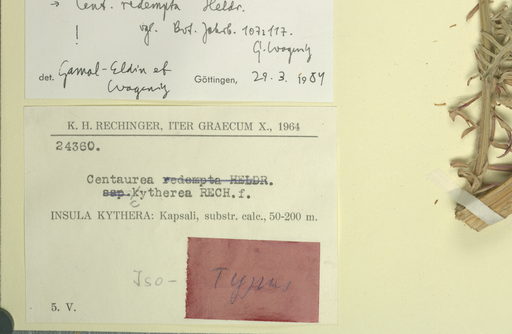 → Cent. redempta Heldr.
! vgl. Bot. Jahrb. 107: 117.
G. Wagenitz
det. Gamal-Eldin et Wagenitz Göttingen, 29. 3. 1989
K. H. RECHINGER, ITER GRAECUM X., 1964
24360.
Centaurea redempta HELDR.
ssp. kytherea RECH.f.
INSULA KYTHERA: Kapsali, substr. calc., 50-200 m.
Iso- Typus
5. V.